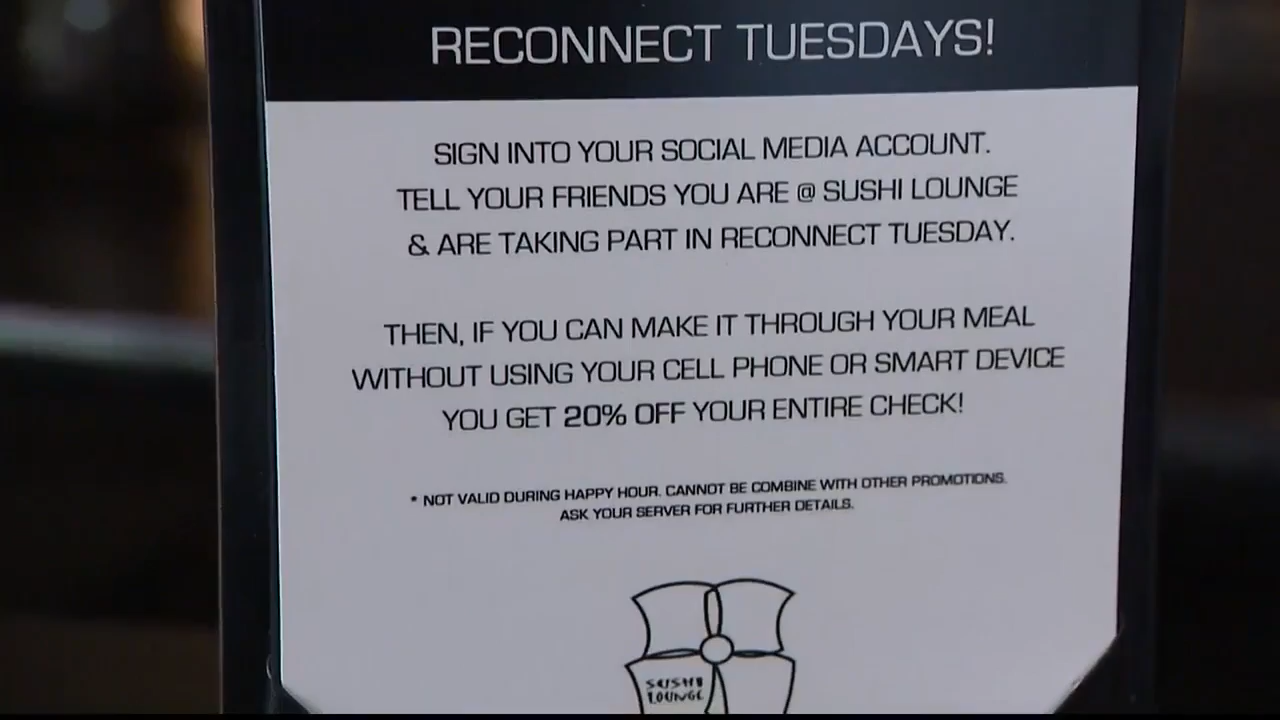 RECONNECT TUESDAYS!
SIGN INTO YOUR SOCIAL MEDIA ACCOUNT.
TELL YOUR FRIENDS YOU ARE @ SUSHI LOUNGE
& ARE TAKING PART IN RECONNECT TUESDAY.
THEN, IF YOU CAN MAKE IT THROUGH YOUR MEAL
WITHOUT USING YOUR CELL PHONE OR SMART DEVICE
YOU GET 20% OFF YOUR ENTIRE CHECK!
* NOT VALID DURING HAPPY HOUR. CANNOT BE COMBINE WITH OTHER PROMOTIONS.
ASK YOUR SERVER FOR FURTHER DETAILS.
SUSHI
LOUNGE